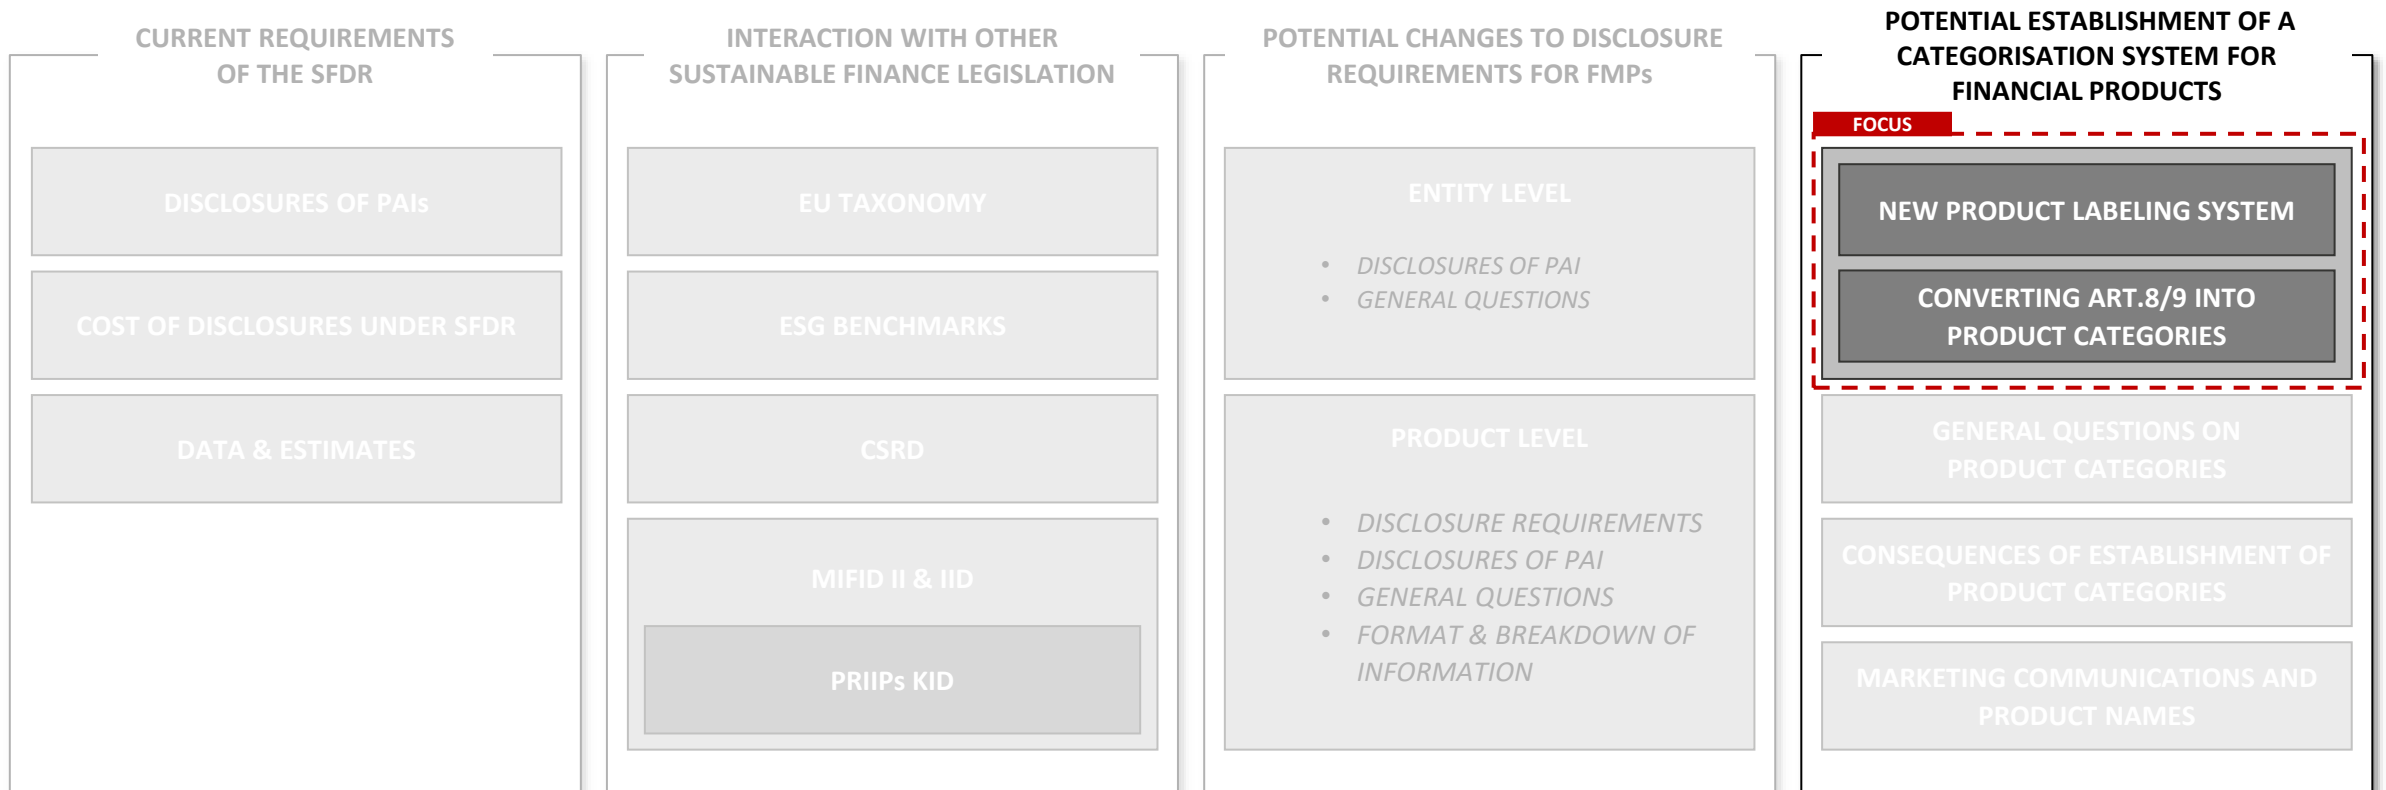 CURRENT REQUIREMENTS
OF THE SFDR
DISCLOSURES OF PAIs
COST OF DISCLOSURES UNDER SFDR
DATA & ESTIMATES
INTERACTION WITH OTHER
SUSTAINABLE FINANCE LEGISLATION
EU TAXONOMY
ESG BENCHMARKS
CSRD
MIFID II & IID
PRIIPs KID
POTENTIAL CHANGES TO DISCLOSURE
REQUIREMENTS FOR FMPs
ENTITY LEVEL
• DISCLOSURES OF PAI
• GENERAL QUESTIONS
PRODUCT LEVEL
• DISCLOSURE REQUIREMENTS
• DISCLOSURES OF PAI
• GENERAL QUESTIONS
• FORMAT & BREAKDOWN OF
INFORMATION
POTENTIAL ESTABLISHMENT OF A
CATEGORISATION SYSTEM FOR
FINANCIAL PRODUCTS
FOCUS
NEW PRODUCT LABELING SYSTEM
CONVERTING ART.8/9 INTO
PRODUCT CATEGORIES
GENERAL QUESTIONS ON
PRODUCT CATEGORIES
CONSEQUENCES OF ESTABLISHMENT OF
PRODUCT CATEGORIES
MARKETING COMMUNICATIONS AND
PRODUCT NAMES